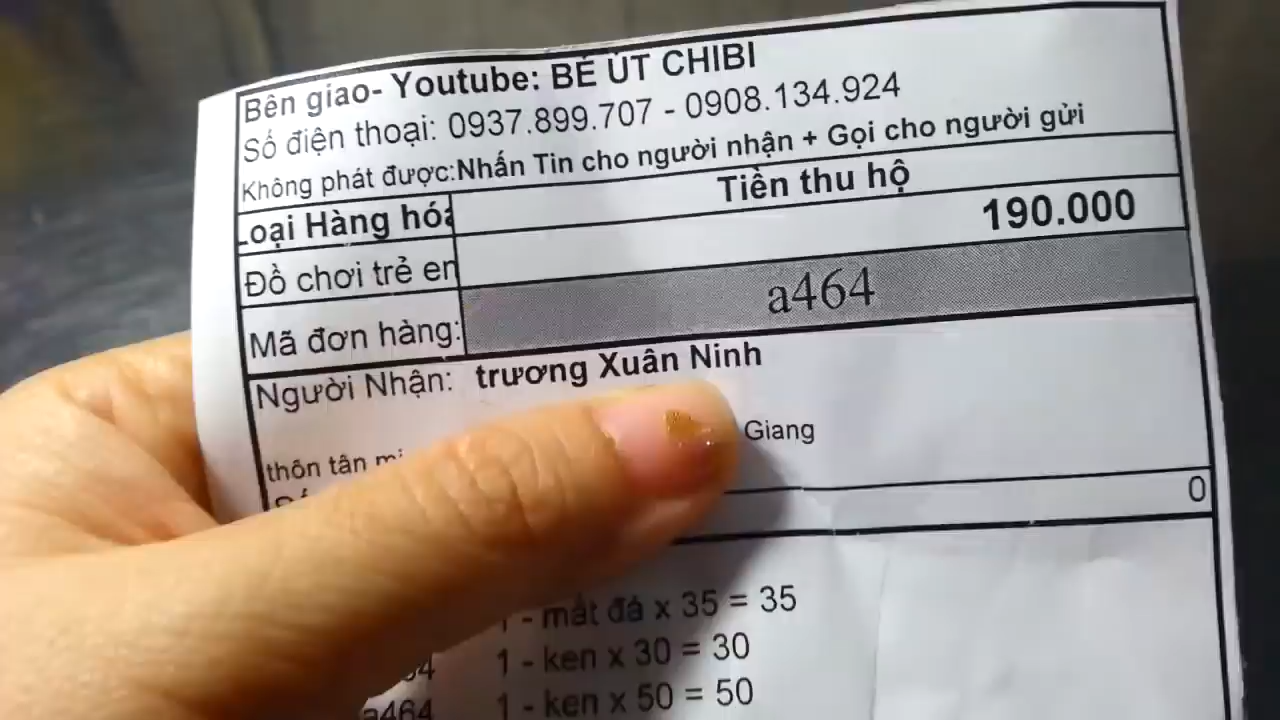 Bên giao- Youtube: BÉ ÚT CHIBI
Số điện thoại: 0937.899.707 - 0908.134.924
Không phát được:Nhấn Tin cho người nhận + Gọi cho người gửi
Loại Hàng hóa Tiền thu hộ
190.000
Đồ chơi trẻ em
Mã đơn hàng: a464
Người Nhận: trương Xuân Ninh
thôn tân Giang
0
1 - mắt đá x 35 = 35
1 - ken x 30 = 30
a464 1 - ken x 50 = 50